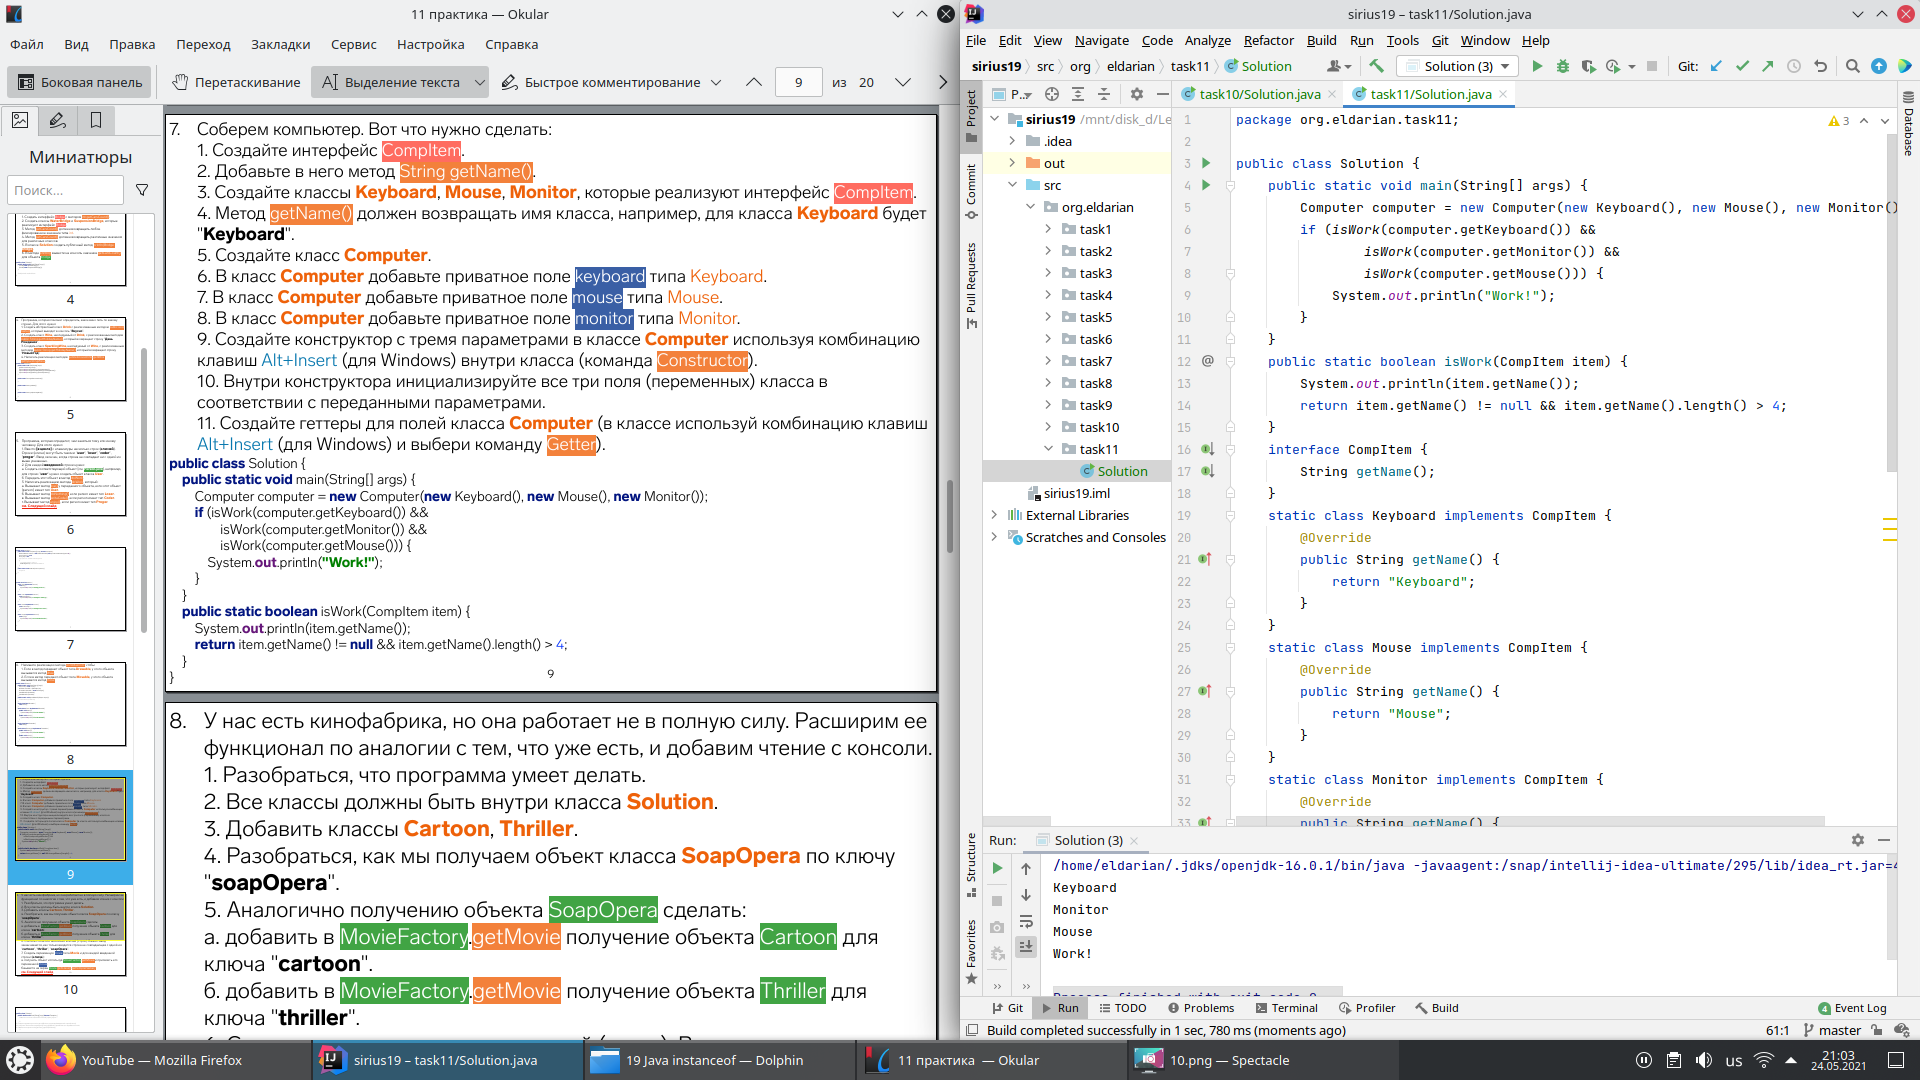 11 практика — Okular
Файл Вид Правка Переход Закладки Сервис Настройка Справка
Боковая панель Перетаскивание Выделение текста Быстрое комментирование 9 из 20
Миниатюры
Поиск...
4
5
6
7
8
9
10
7. Соберем компьютер. Вот что нужно сделать:
1. Создайте интерфейс CompItem.
2. Добавьте в него метод String getName().
3. Создайте классы Keyboard, Mouse, Monitor, которые реализуют интерфейс CompItem.
4. Метод getName() должен возвращать имя класса, например, для класса Keyboard будет
"Keyboard".
5. Создайте класс Computer.
6. В класс Computer добавьте приватное поле keyboard типа Keyboard.
7. В класс Computer добавьте приватное поле mouse типа Mouse.
8. В класс Computer добавьте приватное поле monitor типа Monitor.
9. Создайте конструктор с тремя параметрами в классе Computer используя комбинацию
клавиш Alt+Insert (для Windows) внутри класса (команда Constructor).
10. Внутри конструктора инициализируйте все три поля (переменных) класса в
соответствии с переданными параметрами.
11. Создайте геттеры для полей класса Computer (в классе используй комбинацию клавиш
Alt+Insert (для Windows) и выбери команду Getter).
public class Solution {
public static void main(String[] args) {
Computer computer = new Computer(new Keyboard(), new Mouse(), new Monitor());
if (isWork(computer.getKeyboard()) &&
isWork(computer.getMonitor()) &&
isWork(computer.getMouse())) {
System.out.println("Work!");
}
}
public static boolean isWork(CompItem item) {
System.out.println(item.getName());
return item.getName() != null && item.getName().length() > 4;
}
}
9
8. У нас есть кинофабрика, но она работает не в полную силу. Расширим ее
функционал по аналогии с тем, что уже есть, и добавим чтение с консоли.
1. Разобраться, что программа умеет делать.
2. Все классы должны быть внутри класса Solution.
3. Добавить классы Cartoon, Thriller.
4. Разобраться, как мы получаем объект класса SoapOpera по ключу
"soapOpera".
5. Аналогично получению объекта SoapOpera сделать:
а. добавить в MovieFactory.getMovie получение объекта Cartoon для
ключа "cartoon".
б. добавить в MovieFactory.getMovie получение объекта Thriller для
ключа "thriller".
sirius19 – task11/Solution.java
File Edit View Navigate Code Analyze Refactor Build Run Tools Git Window Help
sirius19 src org eldarian task11 Solution Solution (3) Git:
Project
Commit
Pull Requests
Structure
Favorites
Database
P..
task10/Solution.java task11/Solution.java
sirius19 /mnt/disk_d/Le
.idea
out
src
org.eldarian
task1
task2
task3
task4
task5
task6
task7
task8
task9
task10
task11
Solution
sirius19.iml
External Libraries
Scratches and Consoles
3
1 package org.eldarian.task11;
2
3 public class Solution {
4 public static void main(String[] args) {
5 Computer computer = new Computer(new Keyboard(), new Mouse(), new Monitor()
6 if (isWork(computer.getKeyboard()) &&
7 isWork(computer.getMonitor()) &&
8 isWork(computer.getMouse())) {
9 System.out.println("Work!");
10 }
11 }
12 @ public static boolean isWork(CompItem item) {
13 System.out.println(item.getName());
14 return item.getName() != null && item.getName().length() > 4;
15 }
16 interface CompItem {
17 String getName();
18 }
19 static class Keyboard implements CompItem {
20 @Override
21 public String getName() {
22 return "Keyboard";
23 }
24 }
25 static class Mouse implements CompItem {
26 @Override
27 public String getName() {
28 return "Mouse";
29 }
30 }
31 static class Monitor implements CompItem {
32 @Override
33 public String getName() {
Run: Solution (3)
/home/eldarian/.jdks/openjdk-16.0.1/bin/java -javaagent:/snap/intellij-idea-ultimate/295/lib/idea_rt.jar=4
Keyboard
Monitor
Mouse
Work!
Process finished with exit code 0
Git Run TODO Problems Terminal Profiler Build 4 Event Log
Build completed successfully in 1 sec, 780 ms (moments ago) 61:1 master
YouTube — Mozilla Firefox sirius19 – task11/Solution.java 19 Java instanceof — Dolphin 11 практика — Okular 10.png — Spectacle us 21:03
24.05.2021